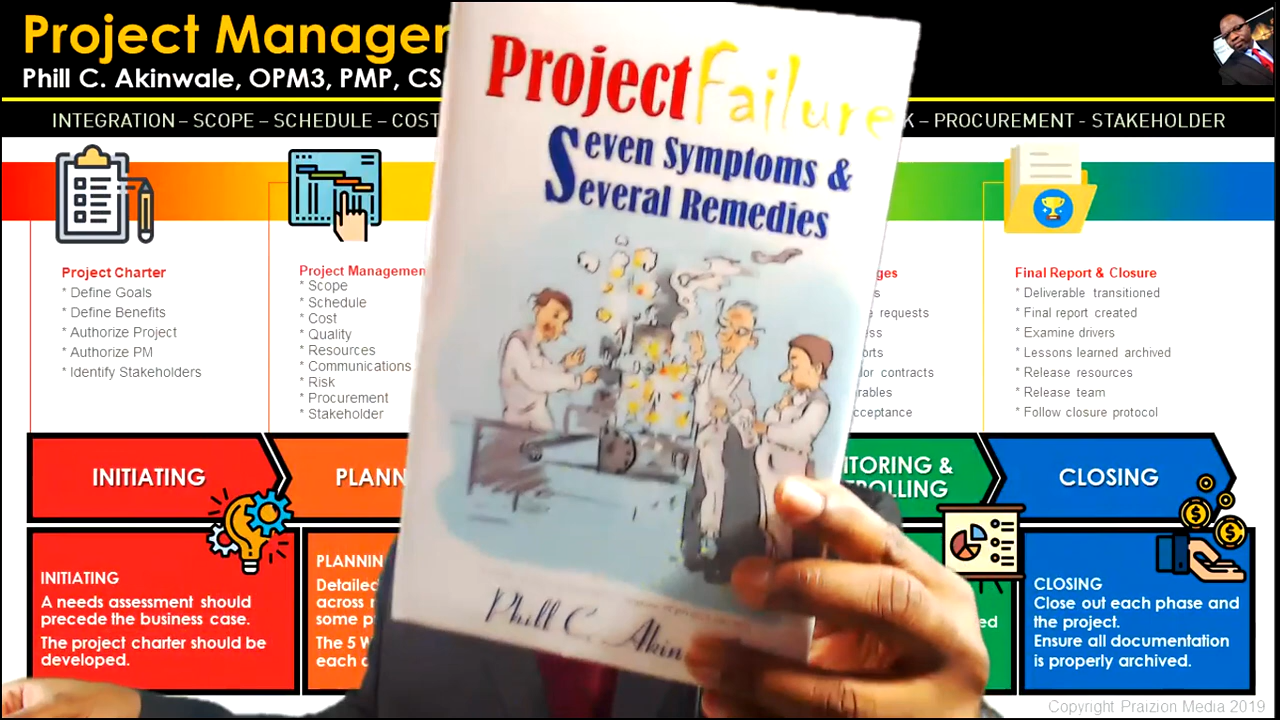 Project Manager
Phill C. Akinwale, OPM3, PMP, CS
INTEGRATION – SCOPE – SCHEDULE – COST
K – PROCUREMENT - STAKEHOLDER
Project Failure
Seven Symptoms &
Several Remedies
Phill C. Akin
Project Charter
* Define Goals
* Define Benefits
* Authorize Project
* Authorize PM
* Identify Stakeholders
Project Managemen
* Scope
* Schedule
* Cost
* Quality
* Resources
* Communications
* Risk
* Procurement
* Stakeholder
ges
s
e requests
ess
orts
dor contracts
rables
cceptance
Final Report & Closure
* Deliverable transitioned
* Final report created
* Examine drivers
* Lessons learned archived
* Release resources
* Release team
* Follow closure protocol
INITIATING
PLANN
ITORING &
TROLLING
CLOSING
INITIATING
A needs assessment should
precede the business case.
The project charter should be
developed.
PLANNIN
Detailed
across
some p
The 5 W
each
ed
CLOSING
Close out each phase and
the project.
Ensure all documentation
is properly archived.
Copyright Praizion Media 2019